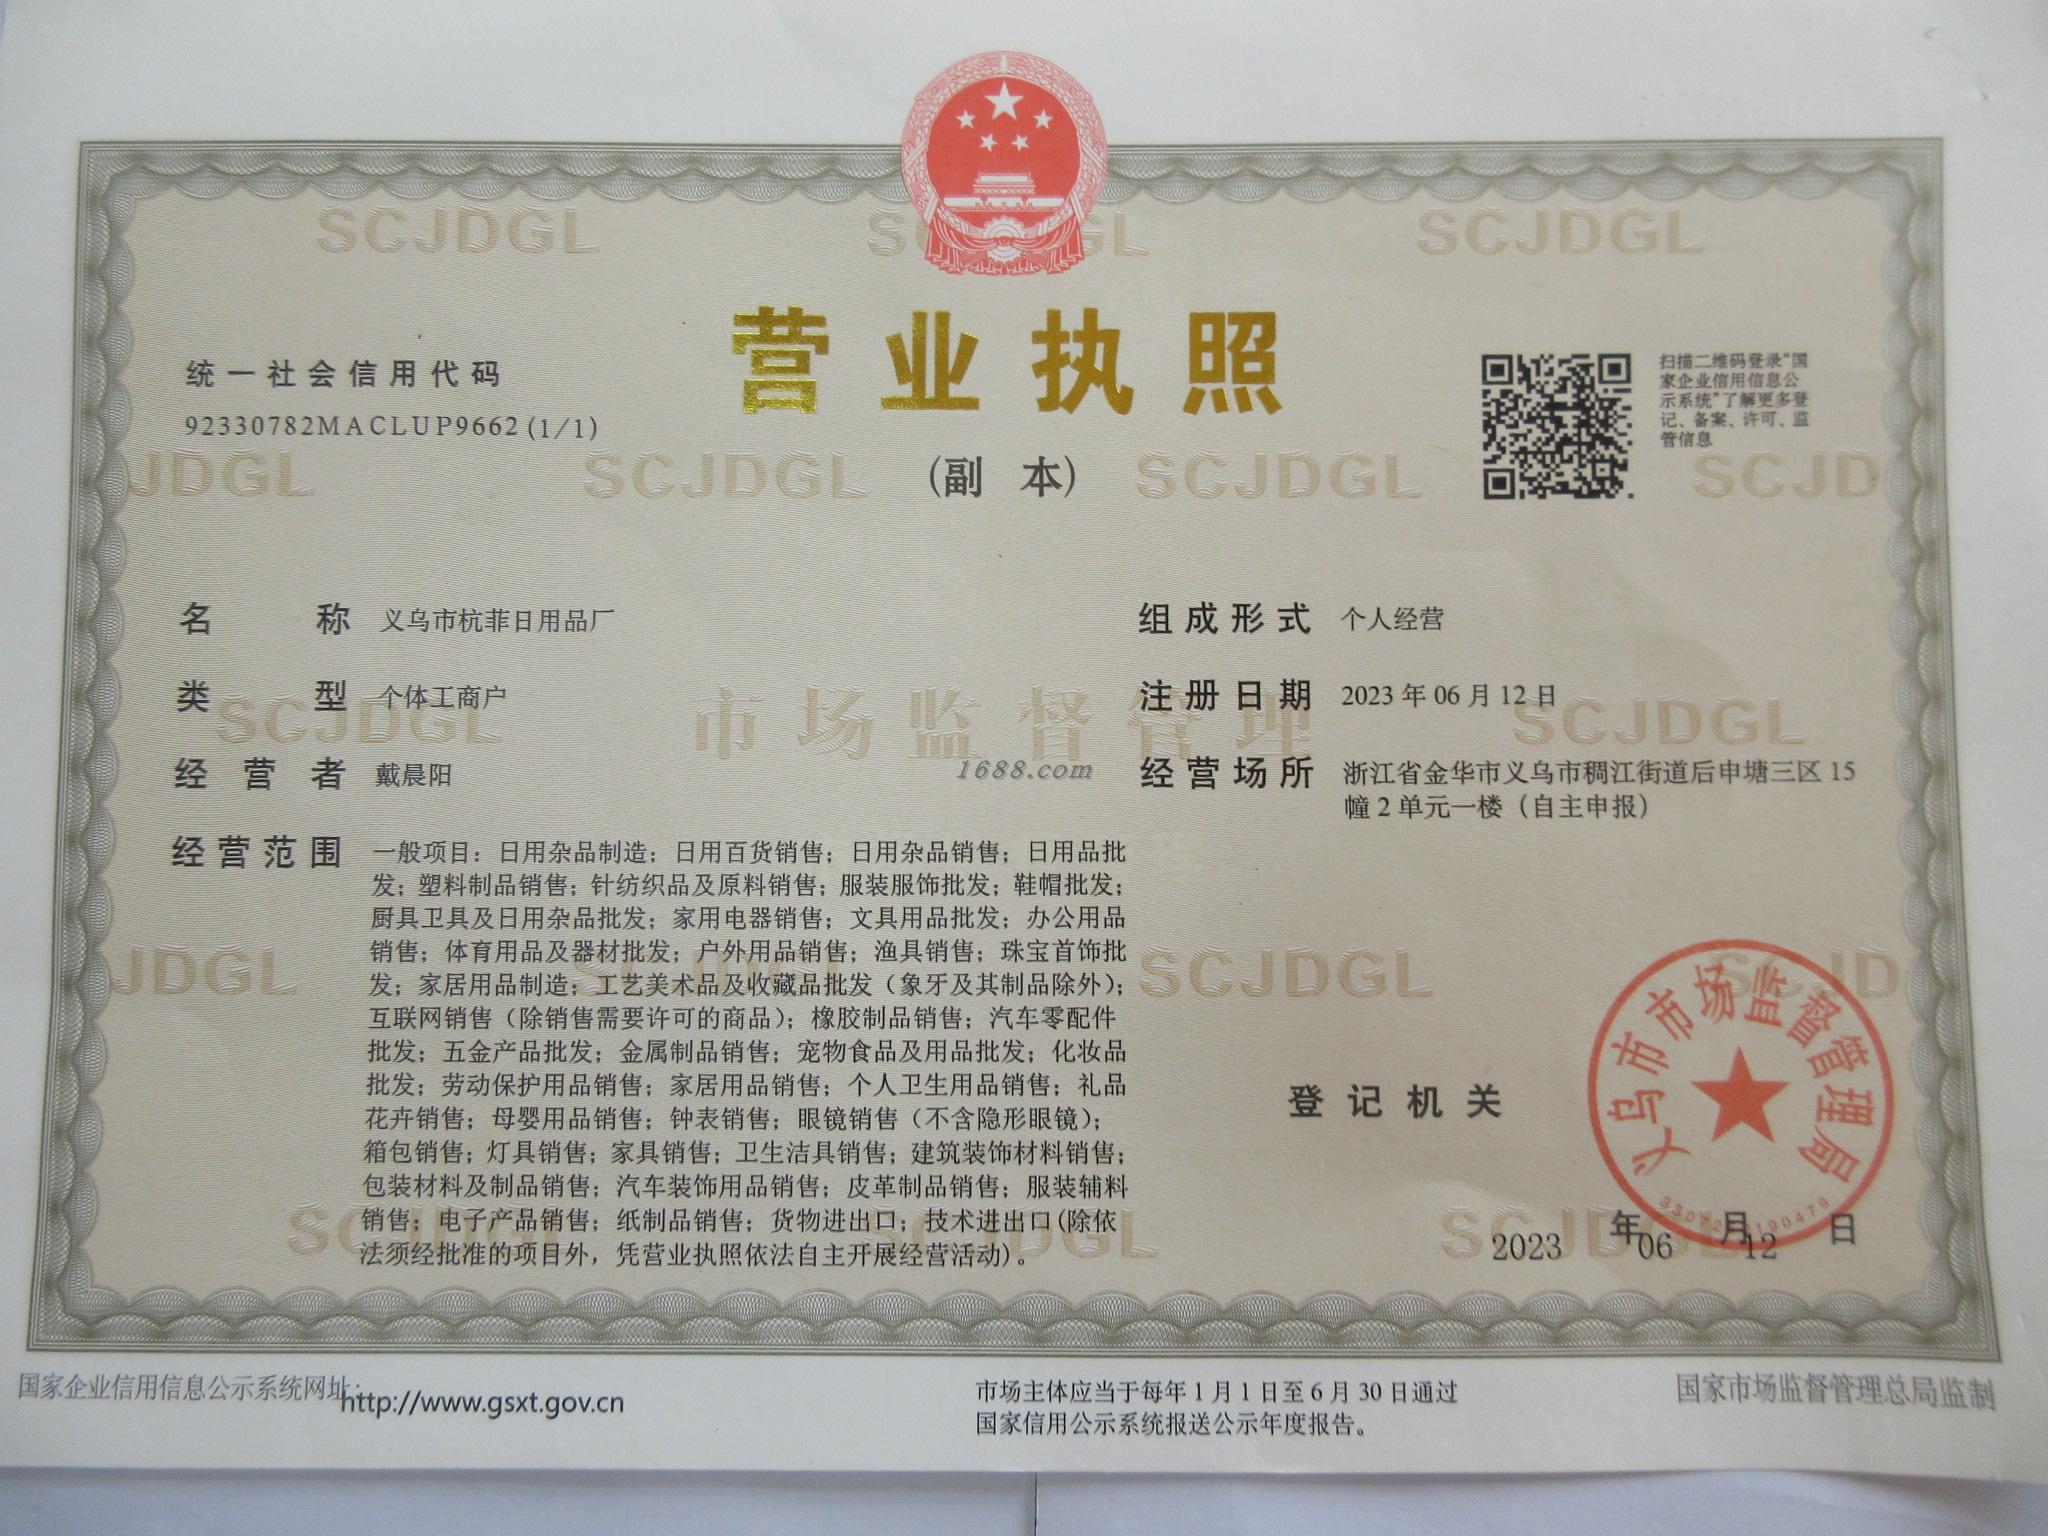 营业执照
(副 本)
统一社会信用代码
92330782MACLUP9662 (1/1)
扫描二维码登录“国
家企业信用信息公
示系统”了解更多登
记、备案、许可、监
管信息
名 称 义乌市杭菲日用品厂
类 型 个体工商户
经 营 者 戴晨阳
经营范围 一般项目：日用杂品制造；日用百货销售；日用杂品销售；日用品批
发；塑料制品销售；针纺织品及原料销售；服装服饰批发；鞋帽批发；
厨具卫具及日用杂品批发；家用电器销售；文具用品批发；办公用品
销售；体育用品及器材批发；户外用品销售；渔具销售；珠宝首饰批
发；家居用品制造；工艺美术品及收藏品批发（象牙及其制品除外）；
互联网销售（除销售需要许可的商品）；橡胶制品销售；汽车零配件
批发；五金产品批发；金属制品销售；宠物食品及用品批发；化妆品
批发；劳动保护用品销售；家居用品销售；个人卫生用品销售；礼品
花卉销售；母婴用品销售；钟表销售；眼镜销售（不含隐形眼镜）；
箱包销售；灯具销售；家具销售；卫生洁具销售；建筑装饰材料销售；
包装材料及制品销售；汽车装饰用品销售；皮革制品销售；服装辅料
销售；电子产品销售；纸制品销售；货物进出口；技术进出口(除依
法须经批准的项目外，凭营业执照依法自主开展经营活动)。
组成形式 个人经营
注册日期 2023 年 06 月 12 日
经营场所 浙江省金华市义乌市稠江街道后申塘三区 15
幢 2 单元一楼（自主申报）
市场监督管理
1688.com
SCJDGL
登记机关
义乌市市场监督管理局
2023 年 06 月 12 日
国家企业信用信息公示系统网址：http://www.gsxt.gov.cn
市场主体应当于每年 1 月 1 日至 6 月 30 日通过
国家信用公示系统报送公示年度报告。
国家市场监督管理总局监制